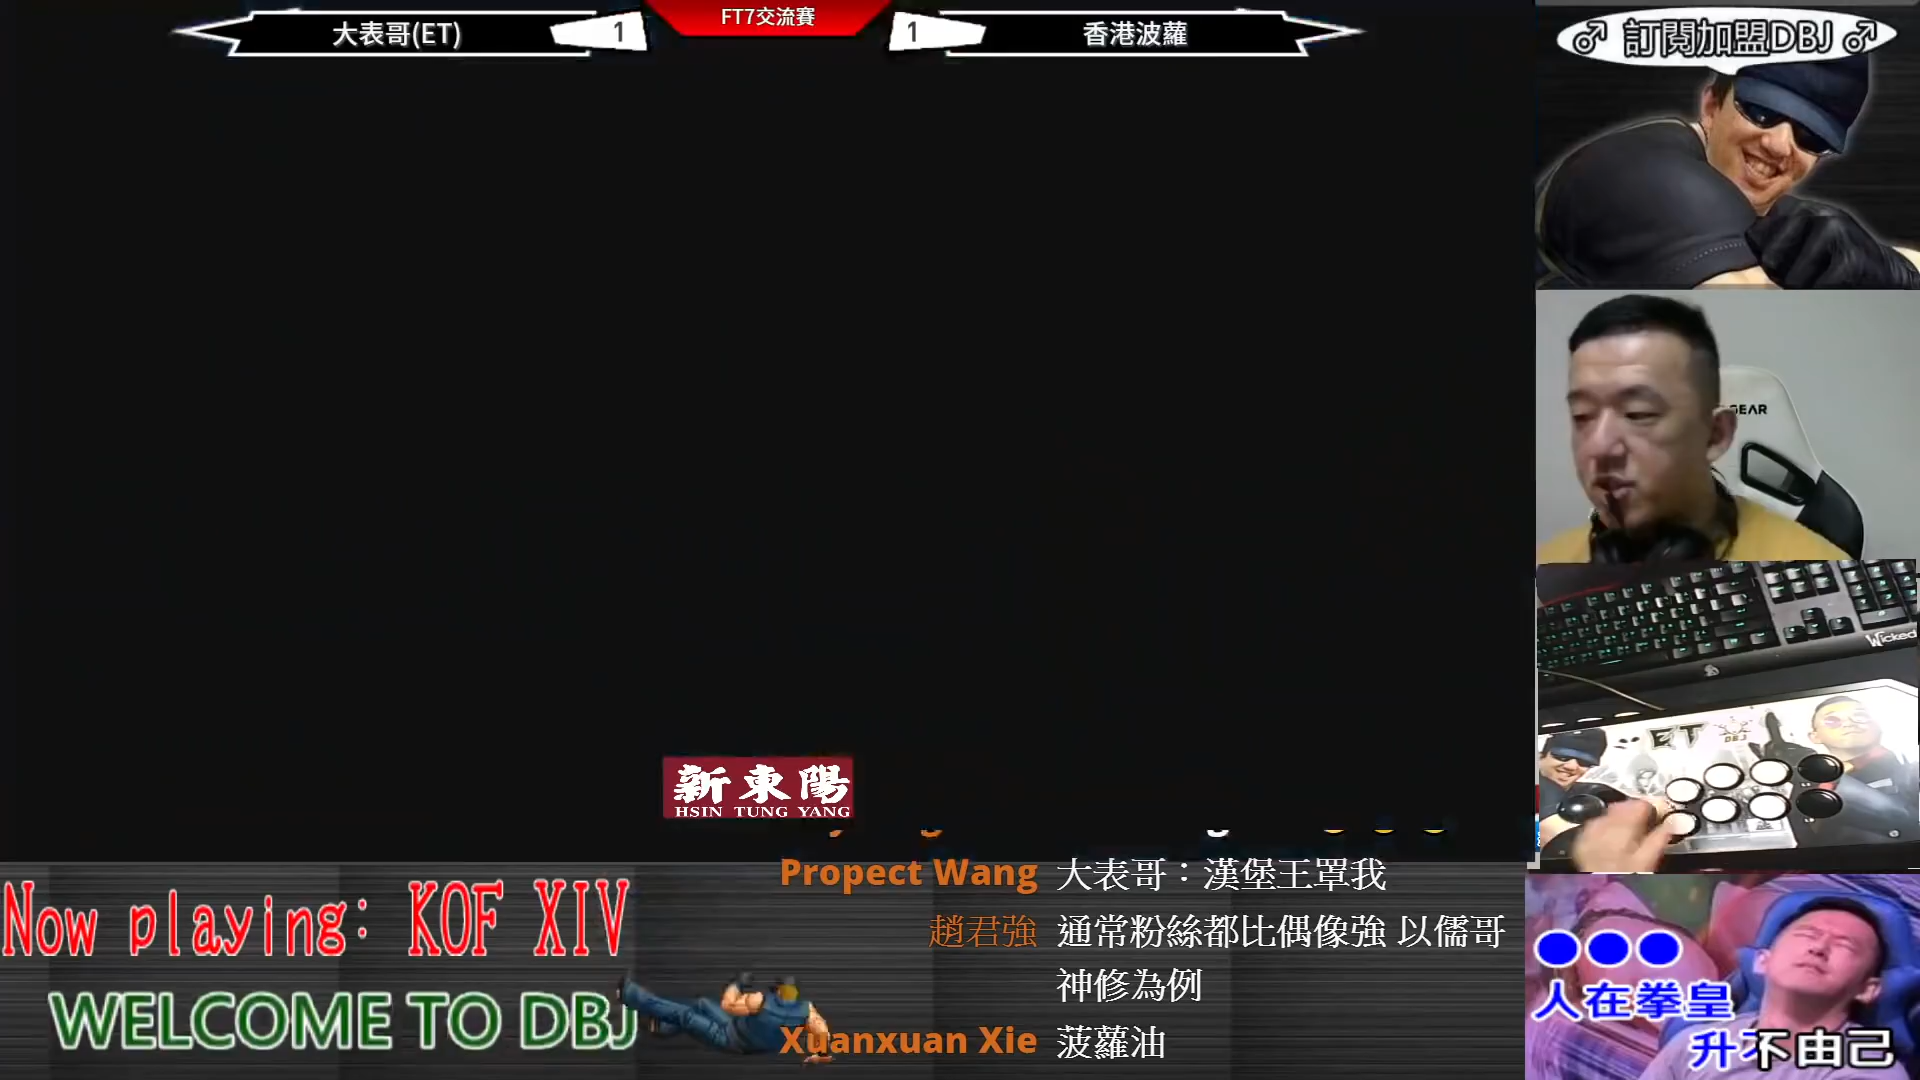 大表哥(ET)
1
FT7交流賽
1
香港波蘿
♂ 訂閱加盟DBJ ♂
GEAR
Wicked
ET
DBJ
新東陽
HSIN TUNG YANG
Propect Wang 大表哥：漢堡王罩我
趙君強 通常粉絲都比偶像強 以儒哥
神修為例
Xuanxuan Xie 菠蘿油
Now playing: KOF XIV
WELCOME TO DBJ
人在拳皇
升不由己